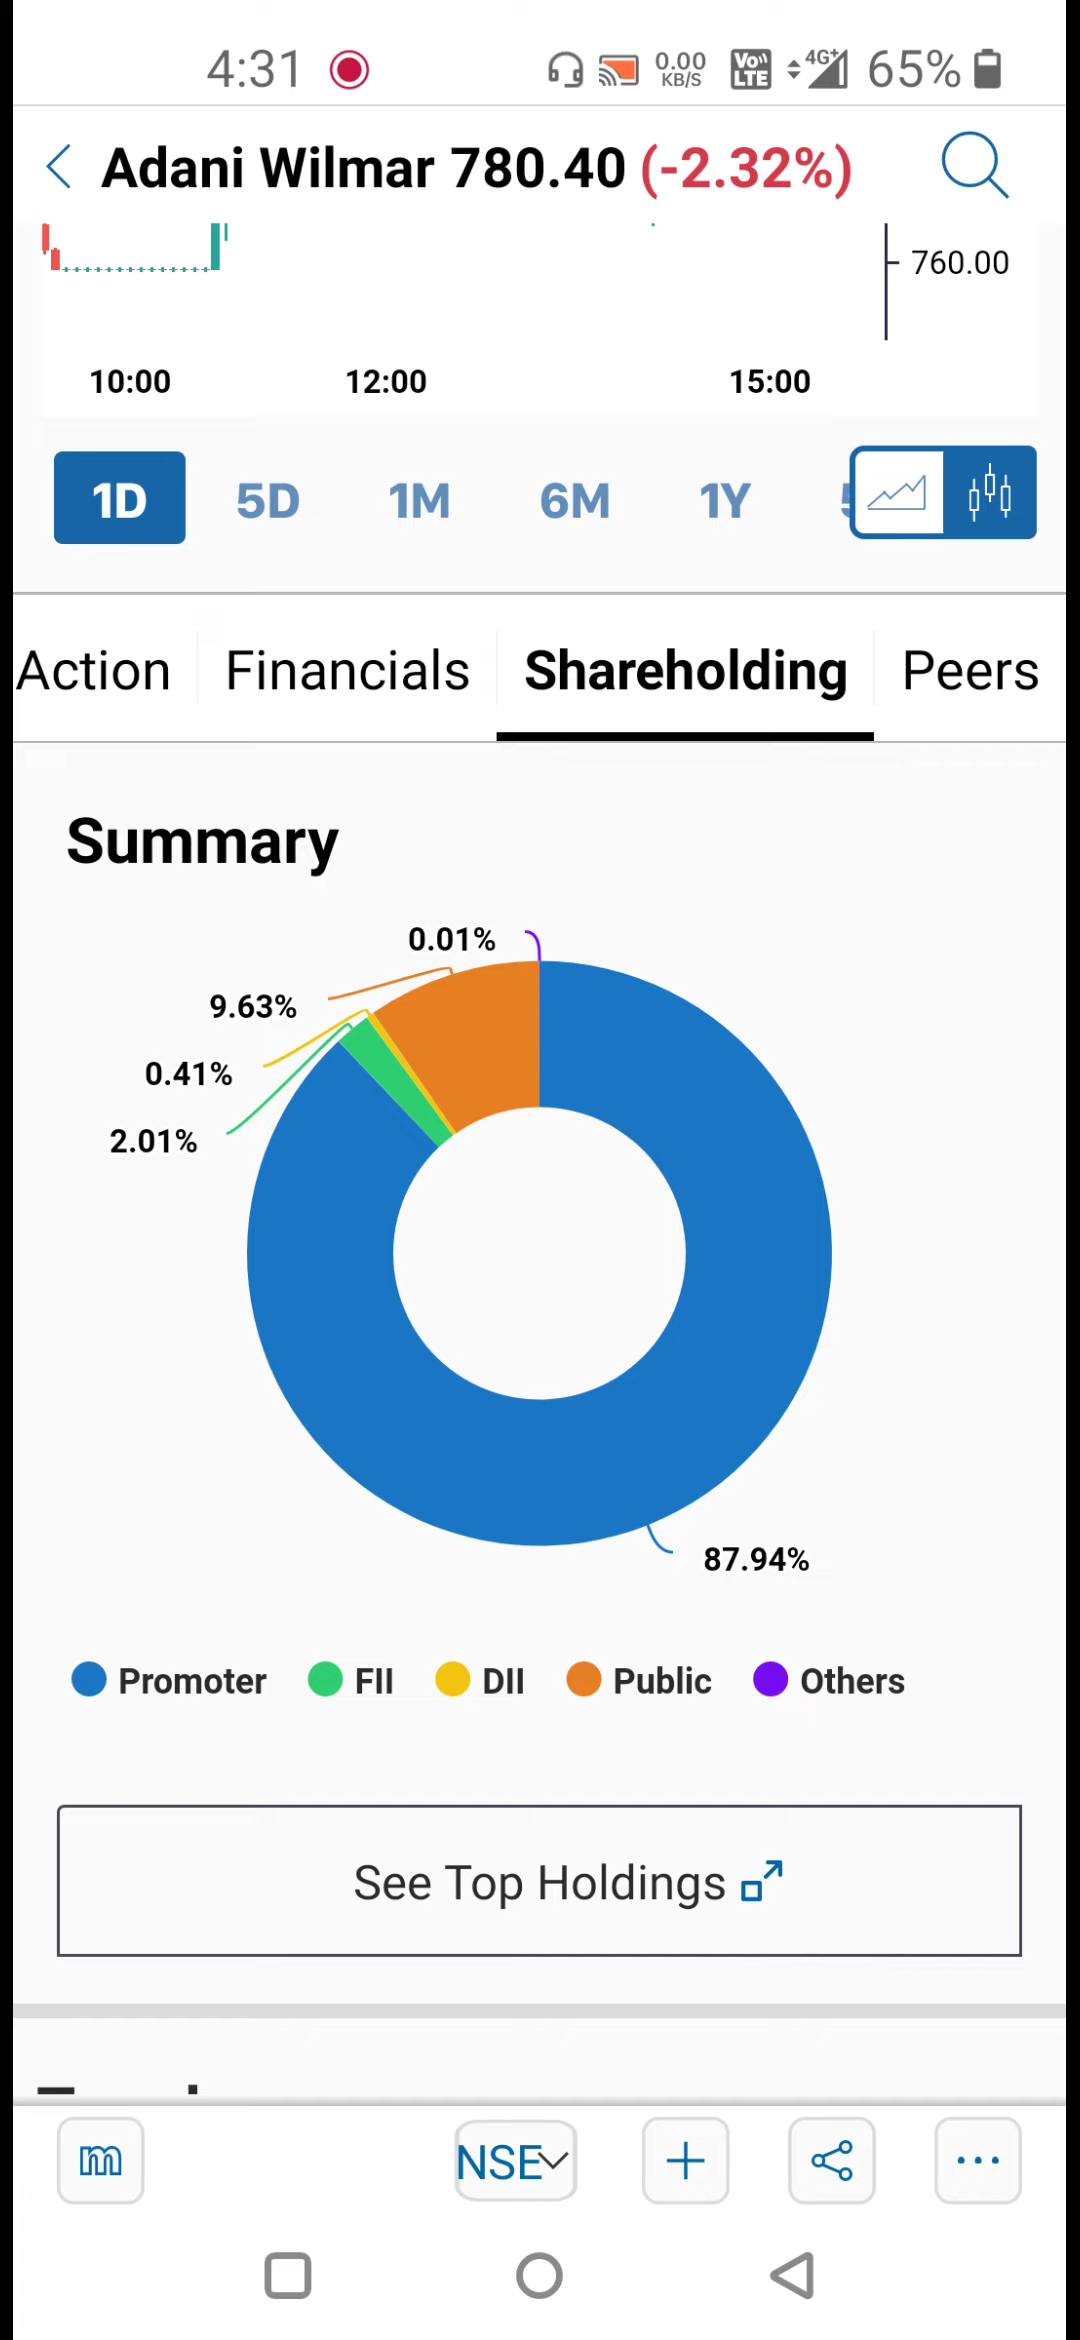 4:31 0.00 KB/S Vo LTE 4G+ 65%
Adani Wilmar 780.40 (-2.32%)
760.00
10:00 12:00 15:00
1D 5D 1M 6M 1Y
Action Financials Shareholding Peers
Summary
0.01%
9.63%
0.41%
2.01%
87.94%
Promoter FII DII Public Others
See Top Holdings
m NSE